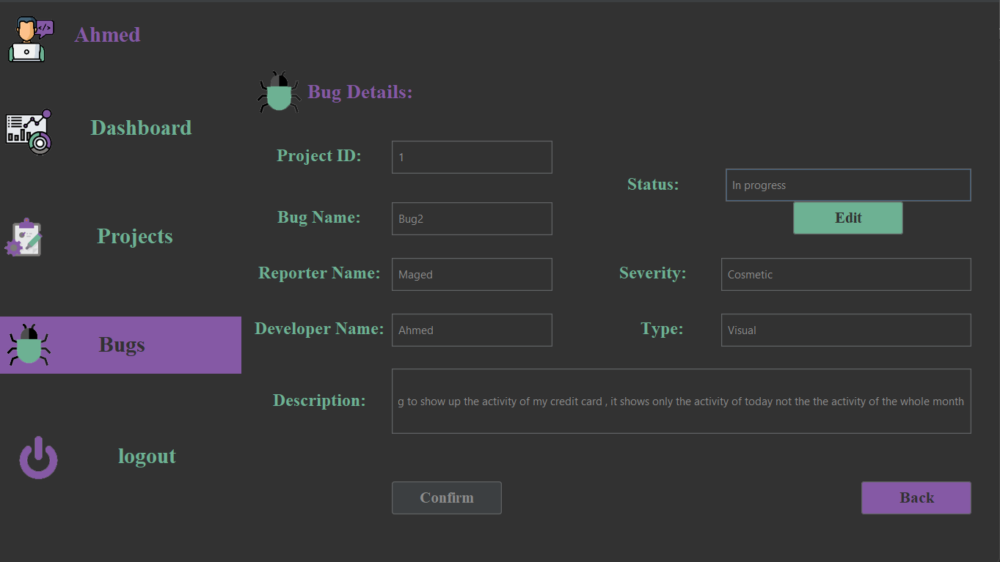 Ahmed
Dashboard
Projects
Bugs
logout
Bug Details:
Project ID: 1
Status: In progress
Edit
Bug Name: Bug2
Reporter Name: Maged
Severity: Cosmetic
Developer Name: Ahmed
Type: Visual
Description: g to show up the activity of my credit card , it shows only the activity of today not the the activity of the whole month
Confirm
Back